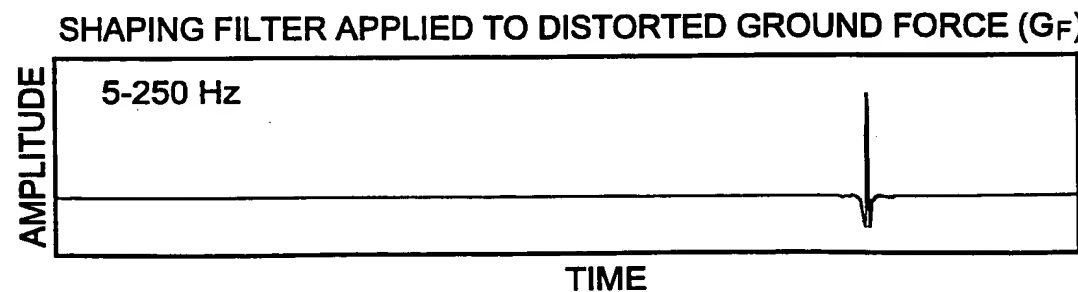 SHAPING FILTER APPLIED TO DISTORTED GROUND FORCE (GF)
5-250 Hz
AMPLITUDE
TIME